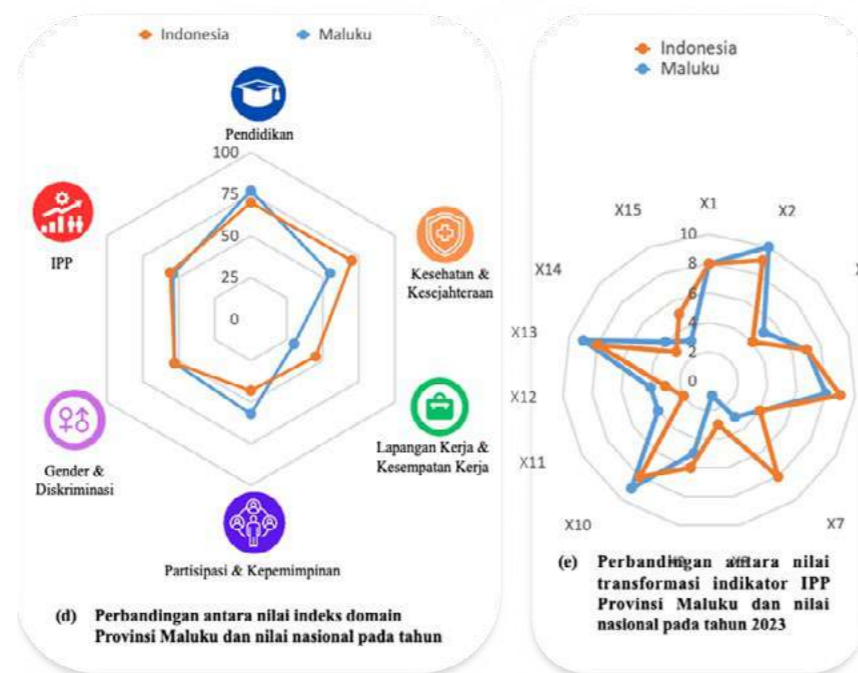 Indonesia
Maluku
Pendidikan
100
75
50
25
0
IPP
Kesehatan &
Kesejahteraan
Gender &
Diskriminasi
Lapangan Kerja &
Kesempatan Kerja
Partisipasi & Kepemimpinan
(d) Perbandingan antara nilai indeks domain
Provinsi Maluku dan nilai nasional pada tahun
Indonesia
Maluku
X1
X15
X2
10
8
6
4
2
0
X14
X13
X12
X11
X10
X7
(e) Perbandingan antara nilai
transformasi indikator IPP
Provinsi Maluku dan nilai
nasional pada tahun 2023